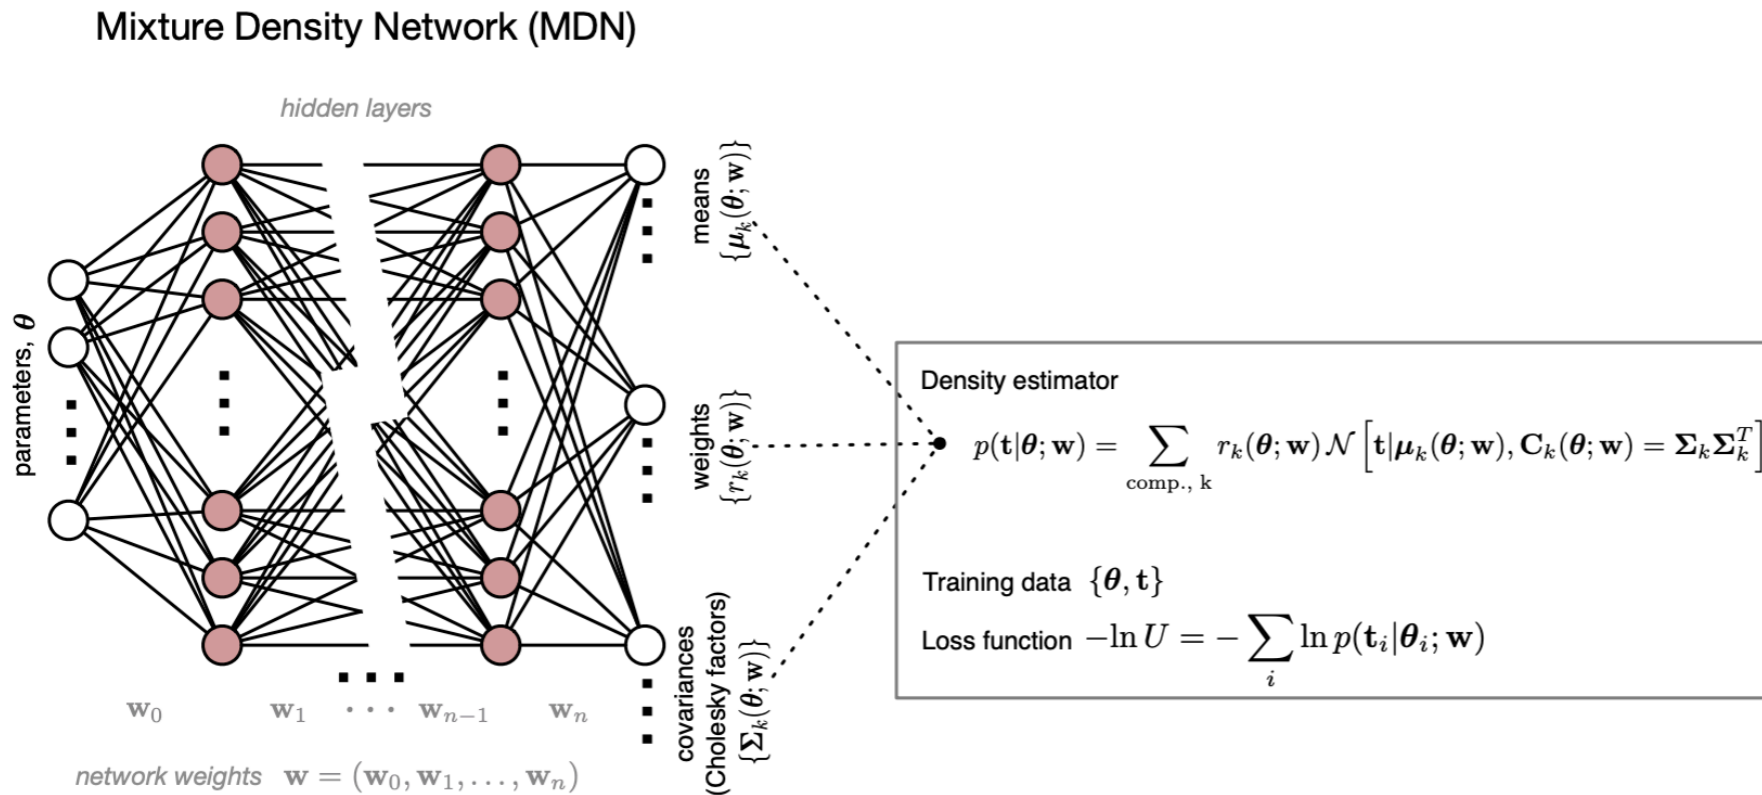 Mixture Density Network (MDN)
hidden layers
parameters, θ
means
{μ_k(θ; w)}
weights
{r_k(θ; w)}
covariances
(Cholesky factors)
{Σ_k(θ; w)}
w_0 w_1 ··· w_{n−1} w_n
network weights w = (w_0, w_1, . . . , w_n)
Density estimator
p(t|θ; w) = ∑_{comp., k} r_k(θ; w) N [t|μ_k(θ; w), C_k(θ; w) = Σ_kΣ_k^T]
Training data {θ, t}
Loss function −ln U = − ∑_i ln p(t_i|θ_i; w)